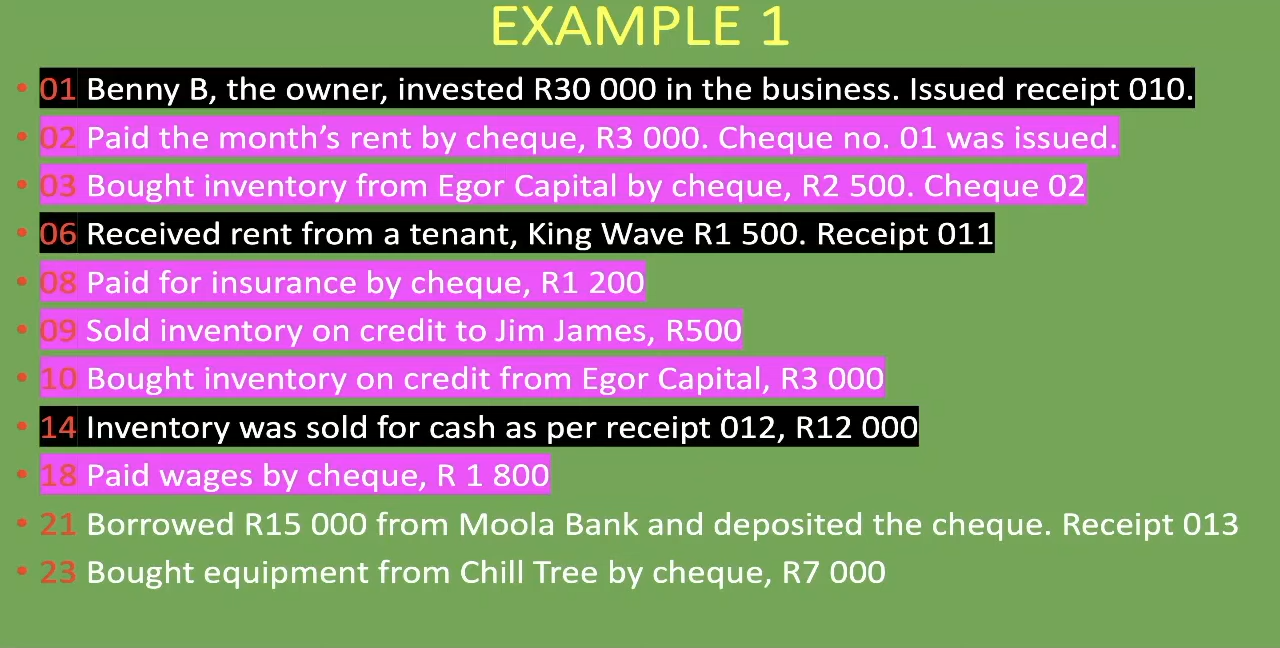 EXAMPLE 1
• 01 Benny B, the owner, invested R30 000 in the business. Issued receipt 010.
• 02 Paid the month’s rent by cheque, R3 000. Cheque no. 01 was issued.
• 03 Bought inventory from Egor Capital by cheque, R2 500. Cheque 02
• 06 Received rent from a tenant, King Wave R1 500. Receipt 011
• 08 Paid for insurance by cheque, R1 200
• 09 Sold inventory on credit to Jim James, R500
• 10 Bought inventory on credit from Egor Capital, R3 000
• 14 Inventory was sold for cash as per receipt 012, R12 000
• 18 Paid wages by cheque, R 1 800
• 21 Borrowed R15 000 from Moola Bank and deposited the cheque. Receipt 013
• 23 Bought equipment from Chill Tree by cheque, R7 000